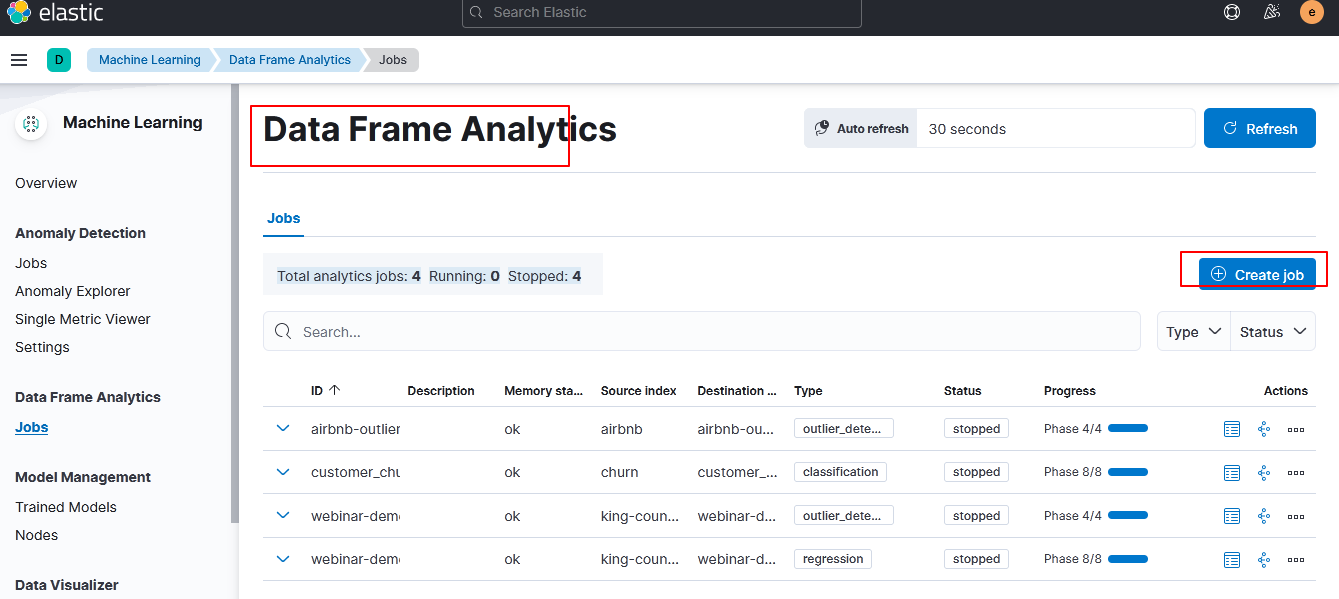 elastic
Search Elastic
e
D
Machine Learning
Data Frame Analytics
Jobs
Machine Learning
Overview
Anomaly Detection
Jobs
Anomaly Explorer
Single Metric Viewer
Settings
Data Frame Analytics
Jobs
Model Management
Trained Models
Nodes
Data Visualizer
Data Frame Analytics
Auto refresh
30 seconds
Refresh
Jobs
Total analytics jobs: 4 Running: 0 Stopped: 4
Create job
Search...
Type
Status
ID Description Memory sta... Source index Destination ... Type Status Progress Actions
airbnb-outlier ok airbnb airbnb-ou... outlier_dete... stopped Phase 4/4
customer_chu ok churn customer_... classification stopped Phase 8/8
webinar-demo ok king-coun... webinar-d... outlier_dete... stopped Phase 4/4
webinar-demo ok king-coun... webinar-d... regression stopped Phase 8/8